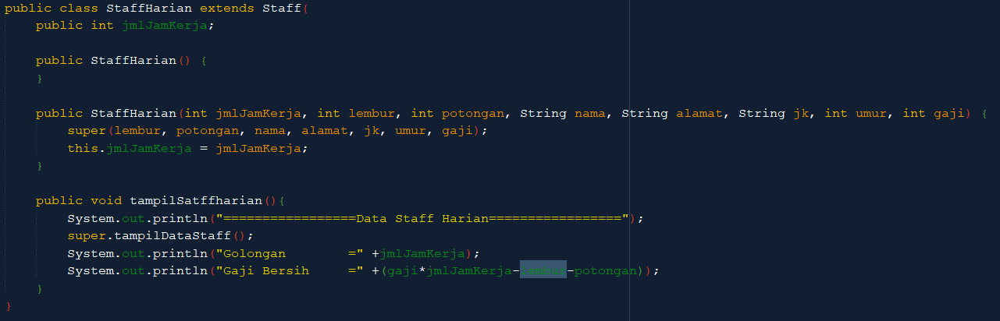 public class StaffHarian extends Staff{
    public int jmlJamKerja;

    public StaffHarian() {
    }

    public StaffHarian(int jmlJamKerja, int lembur, int potongan, String nama, String alamat, String jk, int umur, int gaji) {
        super(lembur, potongan, nama, alamat, jk, umur, gaji);
        this.jmlJamKerja = jmlJamKerja;
    }

    public void tampilSatffharian(){
        System.out.println("=================Data Staff Harian=================");
        super.tampilDataStaff();
        System.out.println("Golongan        =" +jmlJamKerja);
        System.out.println("Gaji Bersih     =" +(gaji*jmlJamKerja-lembur-potongan));
    }
}